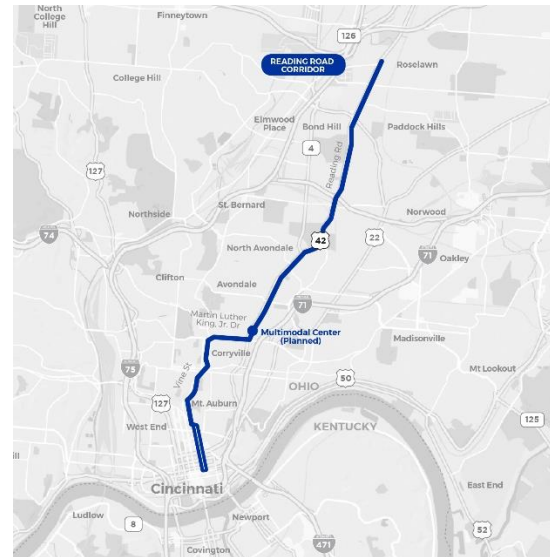 North
College
Hill
Finneytown
126
READING ROAD
CORRIDOR
Roselawn
College Hill
Elmwood
Place
Bond Hill
Paddock Hills
4
Reading Rd
127
Northside
St. Bernard
Norwood
74
North Avondale
42
22
71
Oakley
Clifton
Avondale
71
Martin Luther
King, Jr. Dr
Multimodal Center
(Planned)
Madisonville
Corryville
75
Vine St
Mt Lookout
OHIO
50
127
Mt. Auburn
125
West End
KENTUCKY
ill
Cincinnati
East End
Ludlow
8
Newport
52
Covington
471